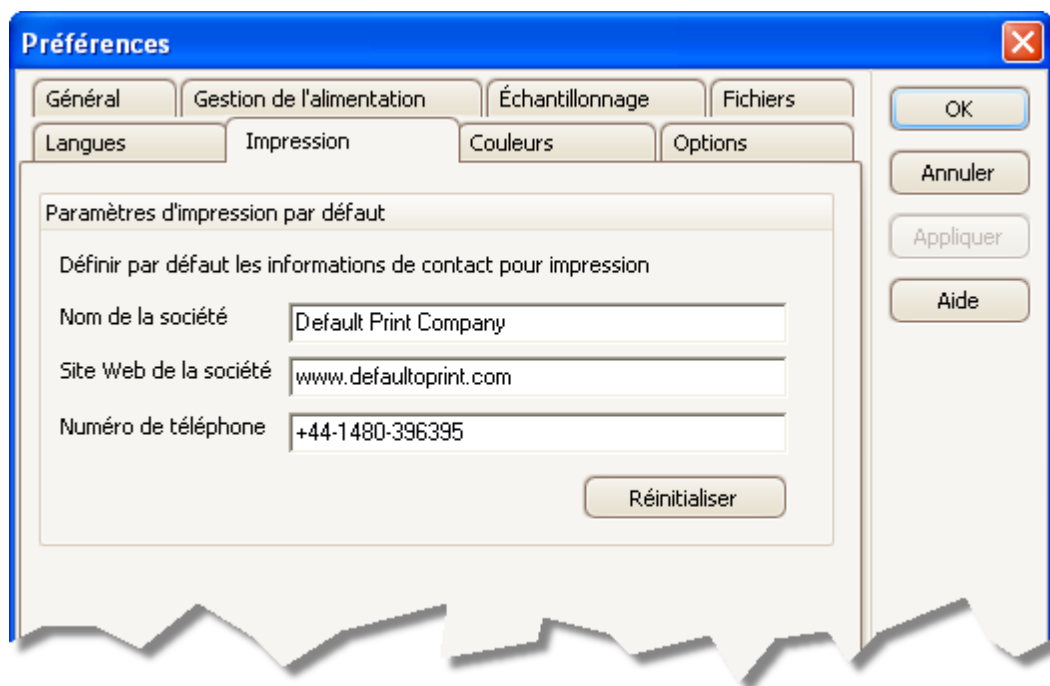 Préférences
Général
Gestion de l'alimentation
Échantillonnage
Fichiers
Langues
Impression
Couleurs
Options
OK
Annuler
Appliquer
Aide
Paramètres d'impression par défaut
Définir par défaut les informations de contact pour impression
Nom de la société
Default Print Company
Site Web de la société
www.defaultoprint.com
Numéro de téléphone
+44-1480-396395
Réinitialiser